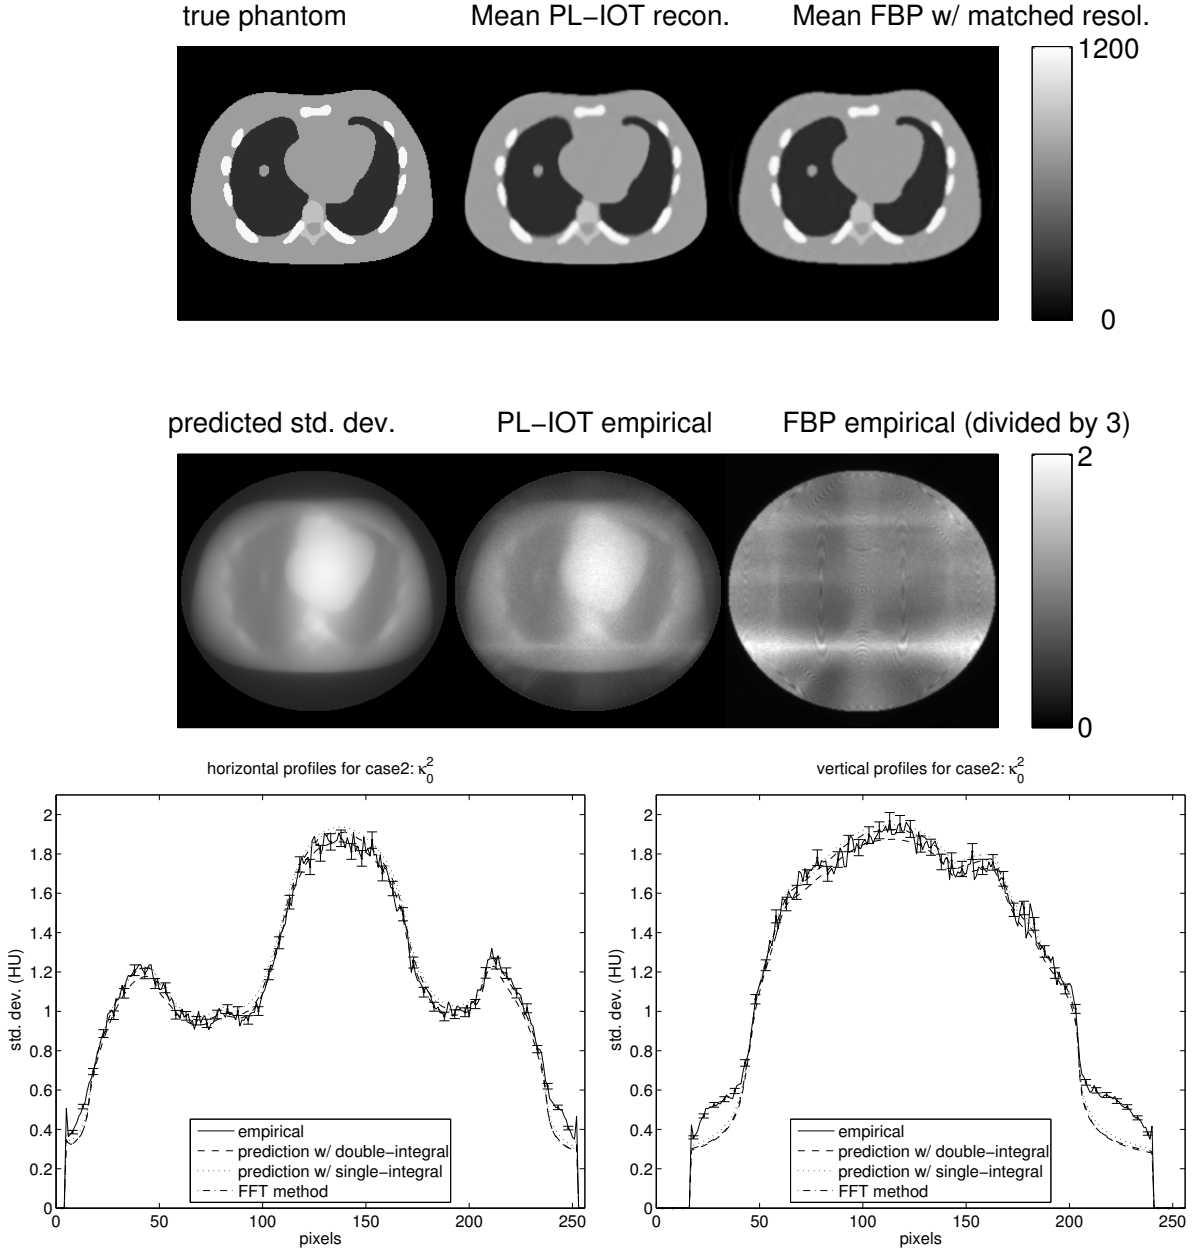 true phantom
Mean PL−IOT recon.
Mean FBP w/ matched resol.
1200
0
predicted std. dev.
PL−IOT empirical
FBP empirical (divided by 3)
2
0
horizontal profiles for case2: κ₀²
2
1.8
1.6
1.4
1.2
1
0.8
0.6
0.4
0.2
0
std. dev. (HU)
empirical
prediction w/ double−integral
prediction w/ single−integral
FFT method
0 50 100 150 200 250
pixels
vertical profiles for case2: κ₀²
2
1.8
1.6
1.4
1.2
1
0.8
0.6
0.4
0.2
0
std. dev. (HU)
empirical
prediction w/ double−integral
prediction w/ single−integral
FFT method
0 50 100 150 200 250
pixels